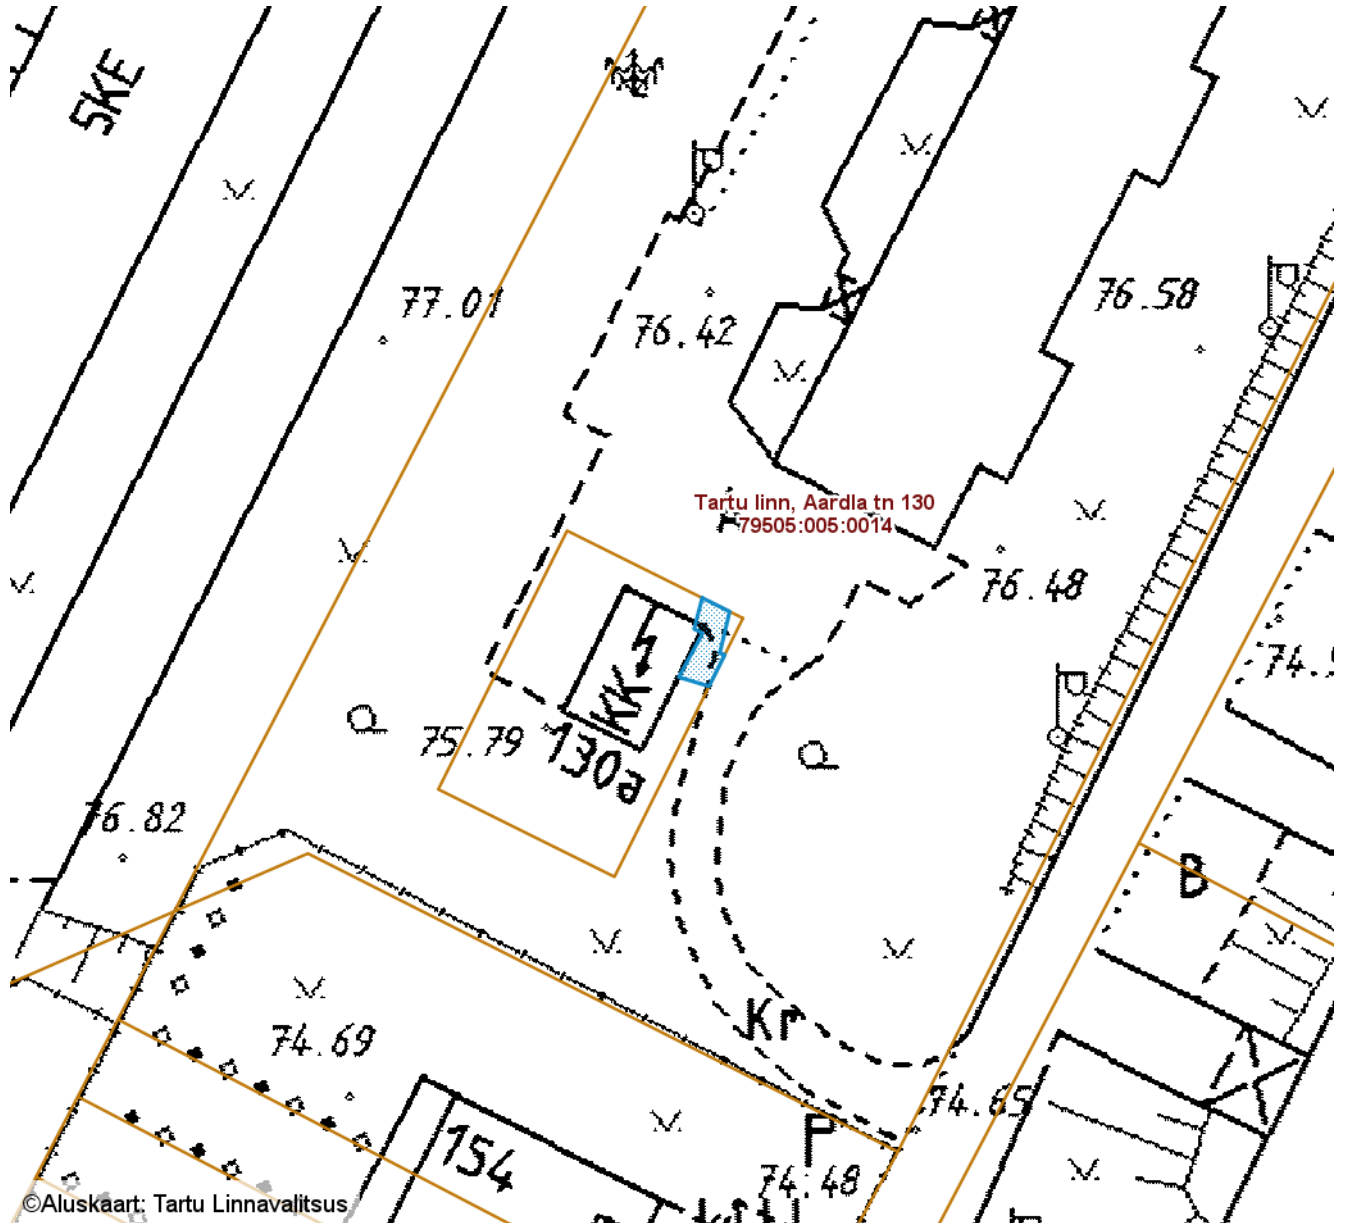 5KE
77.01
76.42
76.58
Tartu linn, Aardla tn 130
79505:005:0014
76.48
KK
130a
75.79
76.82
B
Kr
74.69
74.65
P
154
74.48
©Aluskaart: Tartu Linnavalitsus